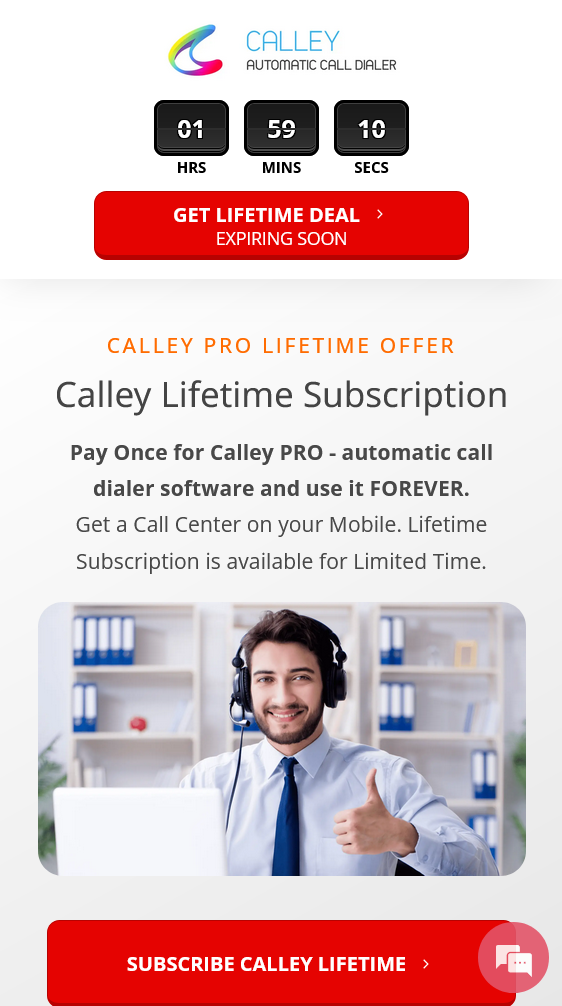 CALLEY
AUTOMATIC CALL DIALER
01 59 10
HRS MINS SECS
GET LIFETIME DEAL
EXPIRING SOON
CALLEY PRO LIFETIME OFFER
Calley Lifetime Subscription
Pay Once for Calley PRO - automatic call
dialer software and use it FOREVER.
Get a Call Center on your Mobile. Lifetime
Subscription is available for Limited Time.
SUBSCRIBE CALLEY LIFETIME